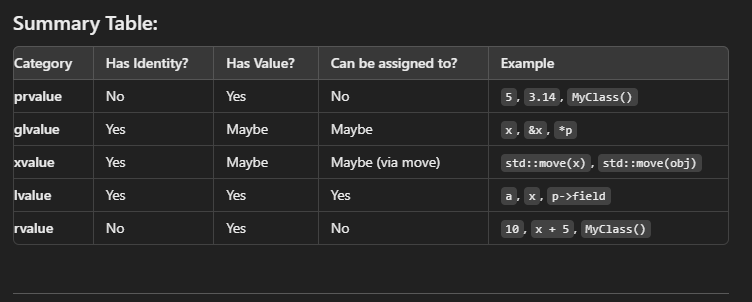 Summary Table:
Category Has Identity? Has Value? Can be assigned to? Example
prvalue No Yes No 5, 3.14, MyClass()
glvalue Yes Maybe Maybe x, &x, *p
xvalue Yes Maybe Maybe (via move) std::move(x), std::move(obj)
lvalue Yes Yes Yes a, x, p->field
rvalue No Yes No 10, x + 5, MyClass()